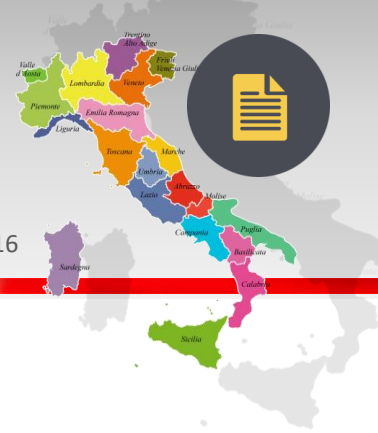 Trentino
Alto Adige
Valle
d'Aosta
Friuli
Venezia Giuli
Lombardia
Veneto
Piemonte
Emilia Romagna
Liguria
Toscana
Marche
Umbria
Lazio
Abruzzo
Molise
Campania
Puglia
16
Basilicata
Sardegna
Calabria
Sicilia